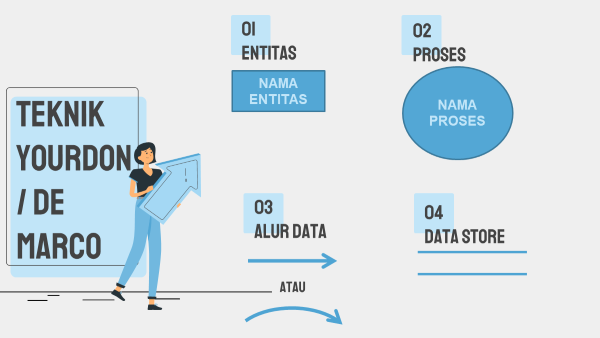 TEKNIK
YOURDON
/ DE
MARCO
01
ENTITAS
NAMA
ENTITAS
02
PROSES
NAMA
PROSES
03
ALUR DATA
ATAU
04
DATA STORE